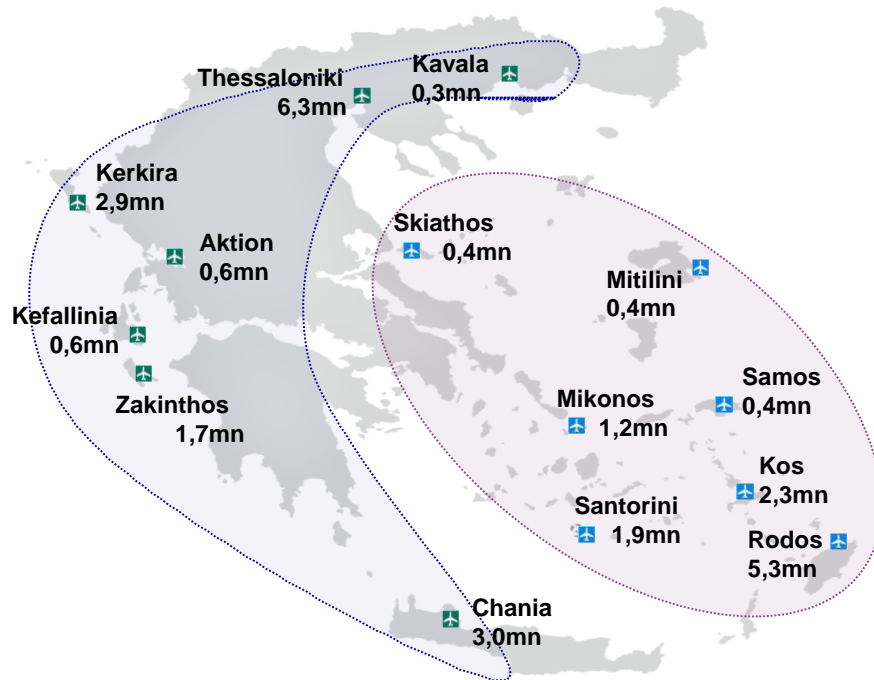 Thessaloniki
6,3mn
Kavala
0,3mn
Kerkira
2,9mn
Aktion
0,6mn
Skiathos
0,4mn
Mitilini
0,4mn
Kefallinia
0,6mn
Zakinthos
1,7mn
Mikonos
1,2mn
Samos
0,4mn
Kos
2,3mn
Santorini
1,9mn
Rodos
5,3mn
Chania
3,0mn